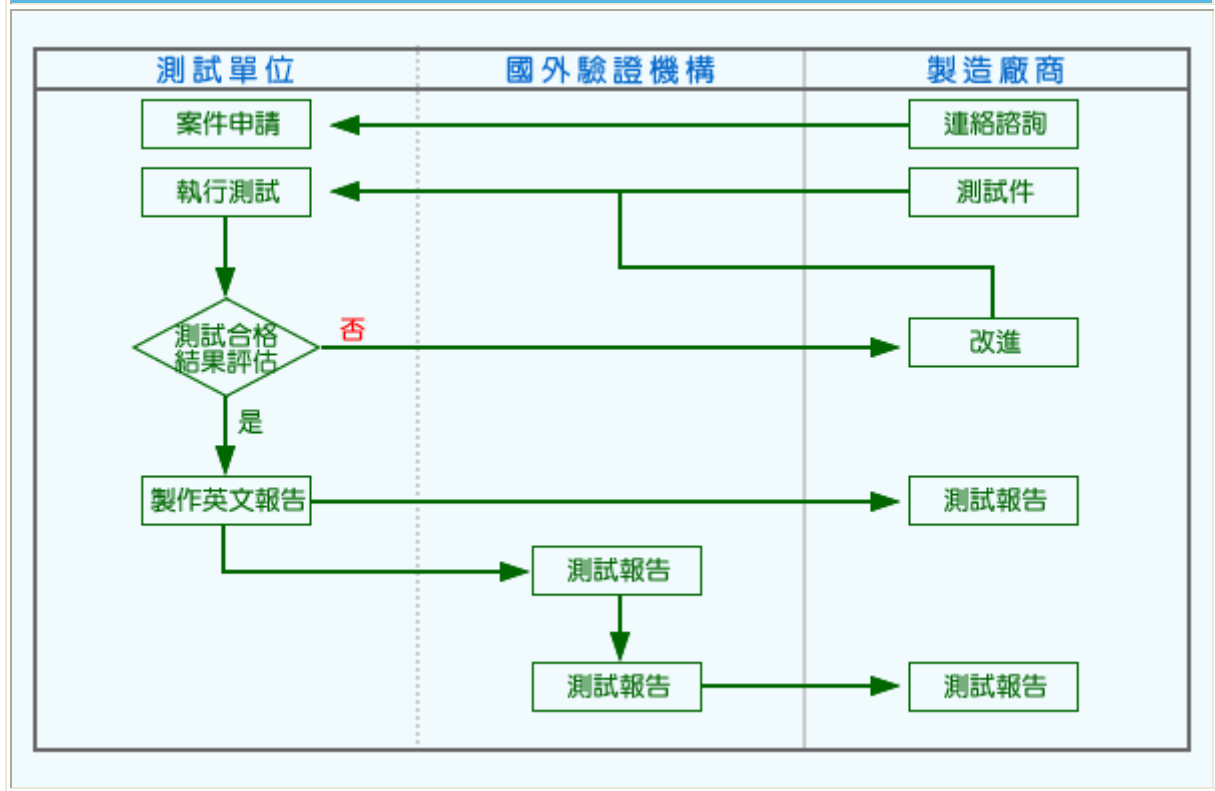 測試單位
國外驗證機構
製造廠商
案件申請
連絡諮詢
執行測試
測試件
測試合格
結果評估
否
改進
是
製作英文報告
測試報告
測試報告
測試報告
測試報告